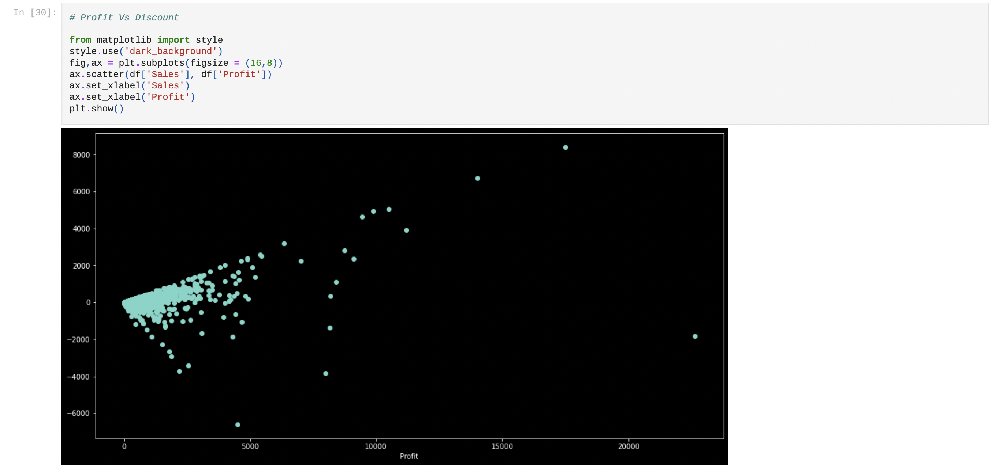 In [30]:
# Profit Vs Discount
from matplotlib import style
style.use('dark_background')
fig,ax = plt.subplots(figsize = (16,8))
ax.scatter(df['Sales'], df['Profit'])
ax.set_xlabel('Sales')
ax.set_xlabel('Profit')
plt.show()
8000
6000
4000
2000
0
−2000
−4000
−6000
0 5000 10000 15000 20000
Profit